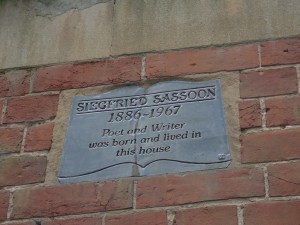 SIEGFRIED SASSOON
1886-1967
Poet and Writer
was born and lived in
this house